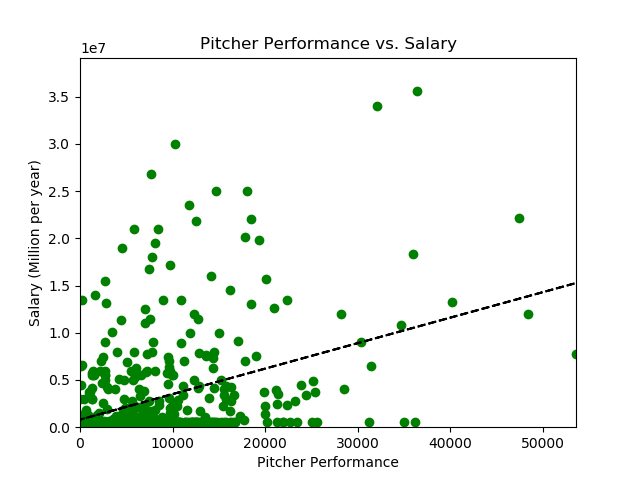 Pitcher Performance vs. Salary
1e7
3.5
3.0
2.5
2.0
1.5
1.0
0.5
0.0
Salary (Million per year)
0 10000 20000 30000 40000 50000
Pitcher Performance